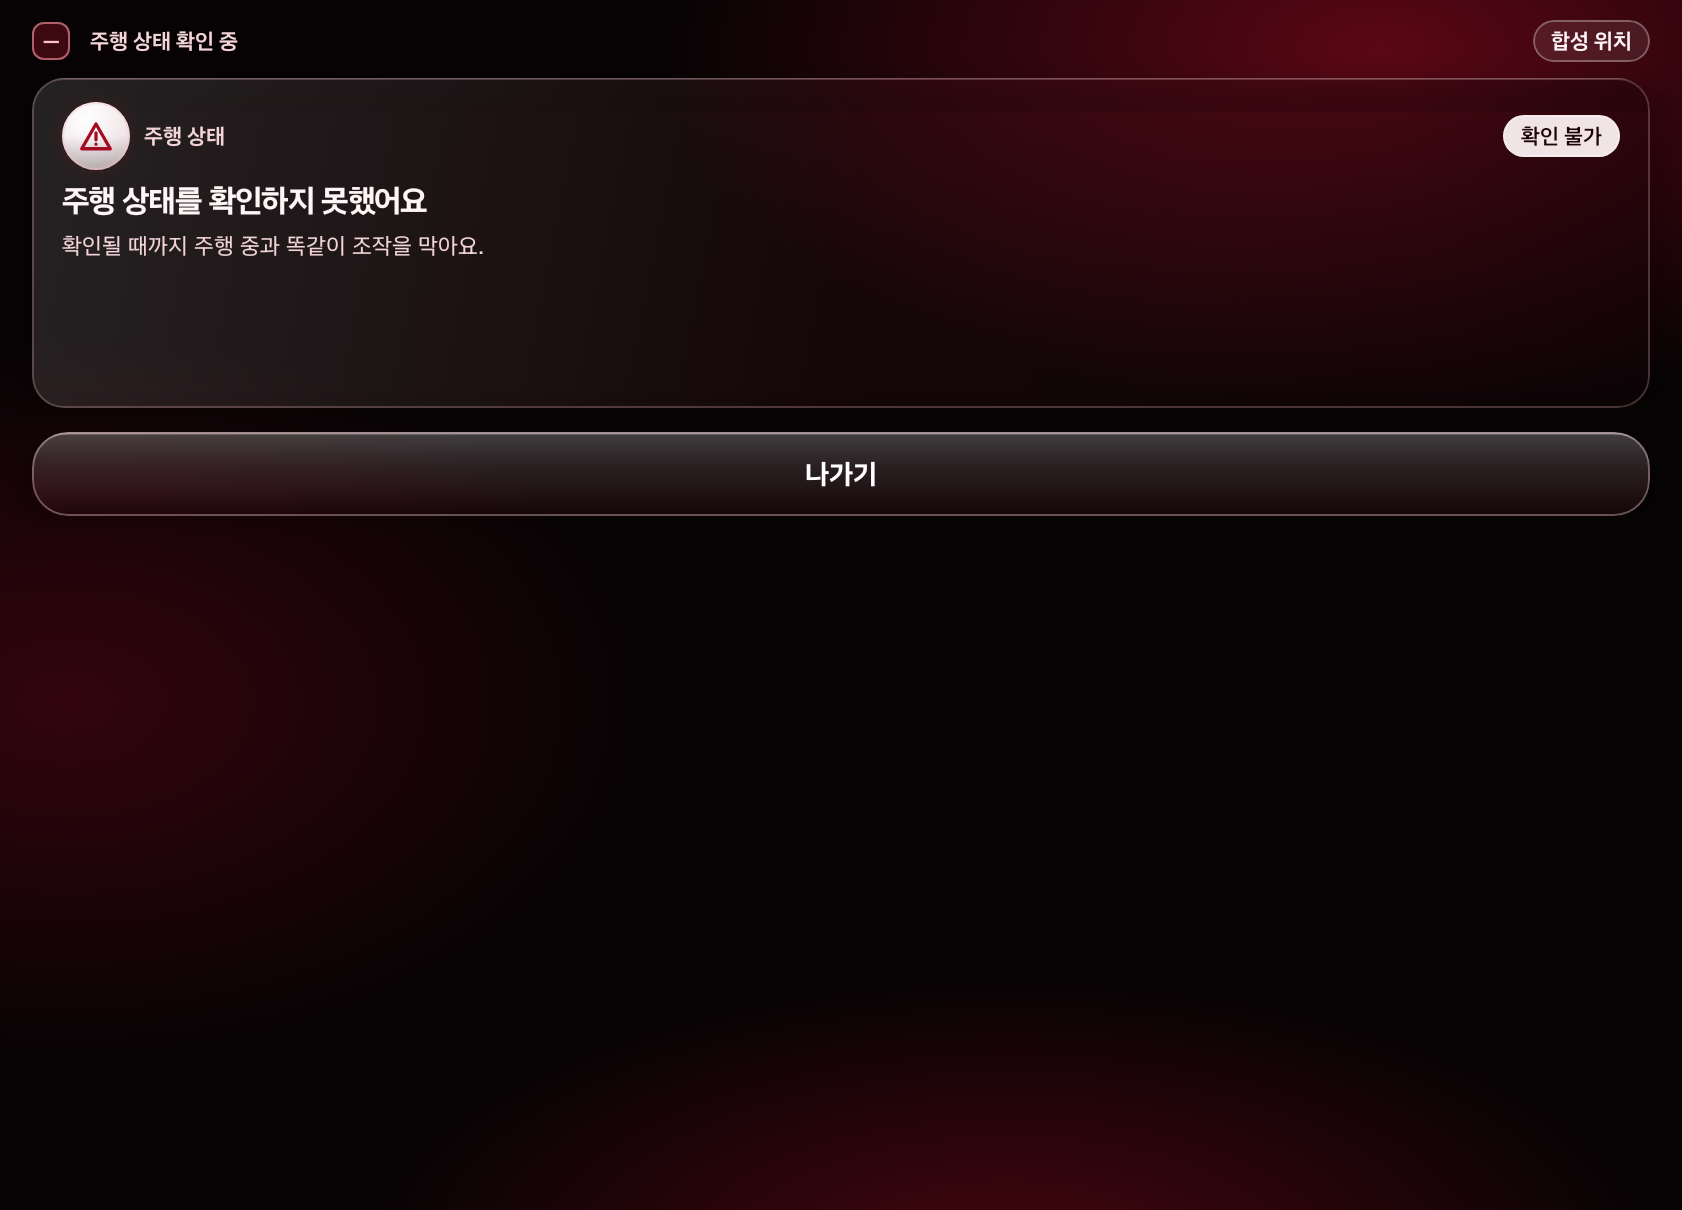 주행 상태 확인 중
합성 위치
주행 상태
확인 불가
주행 상태를 확인하지 못했어요
확인될 때까지 주행 중과 똑같이 조작을 막아요.
나가기